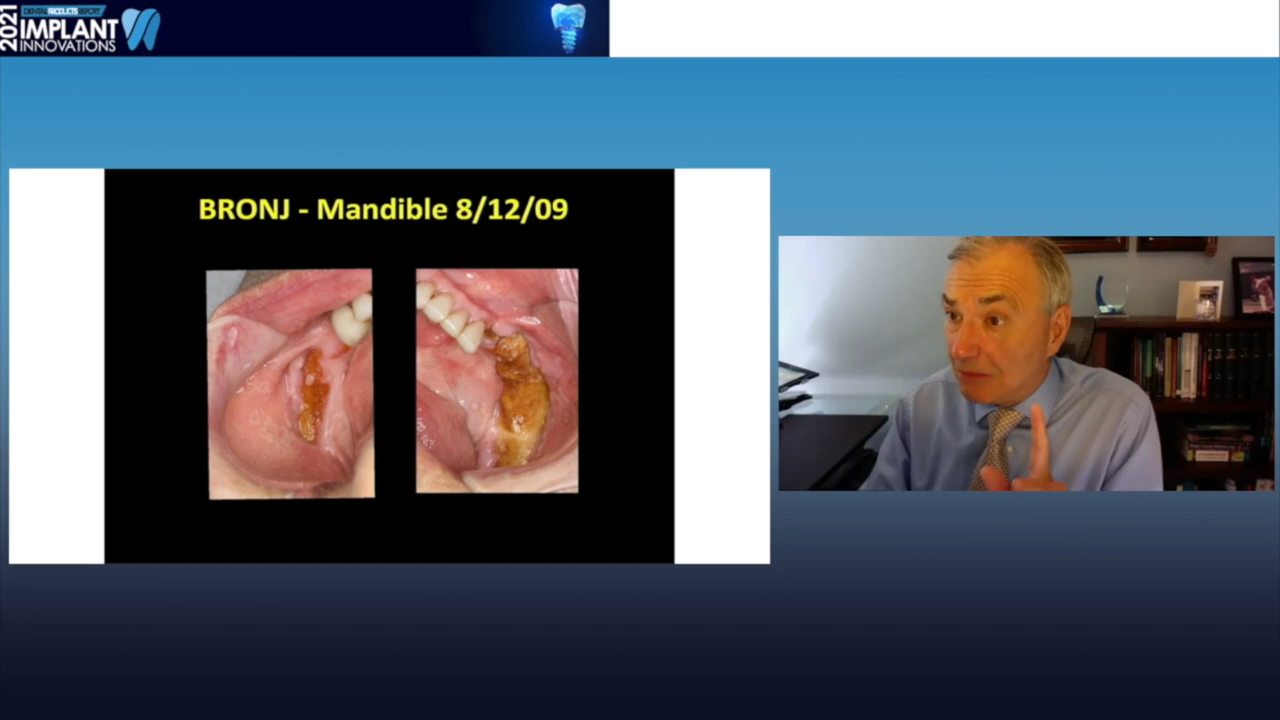 2021
DENTAL PRODUCTS REPORT
IMPLANT
INNOVATIONS
BRONJ - Mandible 8/12/09